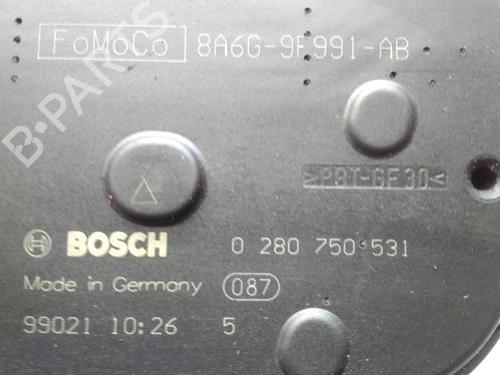 FoMoCo 8A6G-9F991-AB
B-PARTS
>PBT-GF30<
BOSCH 0 280 750 531
Made in Germany 087
99021 10:26 5